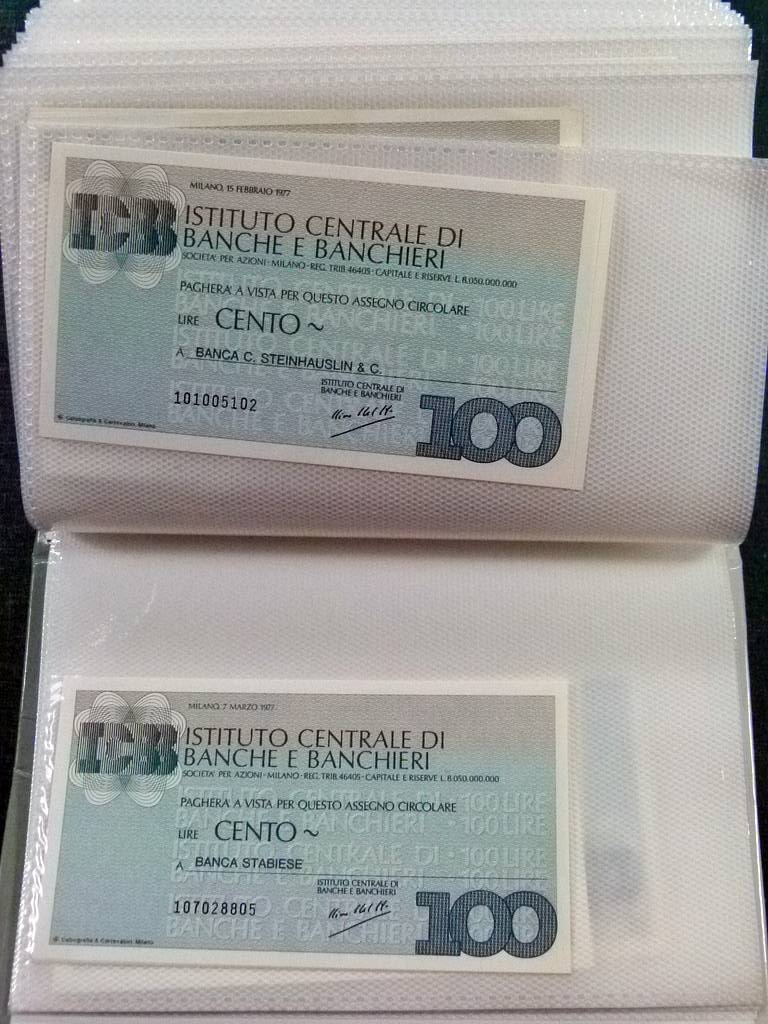 MILANO, 15 FEBBRAIO 1977
ICB
ISTITUTO CENTRALE DI
BANCHE E BANCHIERI
SOCIETA' PER AZIONI - MILANO - REG. TRIB. 46405 - CAPITALE E RISERVE L. 8.050.000.000
PAGHERA' A VISTA PER QUESTO ASSEGNO CIRCOLARE
LIRE CENTO ~
A BANCA C. STEINHAUSLIN & C.
ISTITUTO CENTRALE DI
BANCHE E BANCHIERI
101005102
100
MILANO, 7 MARZO 1977
ICB
ISTITUTO CENTRALE DI
BANCHE E BANCHIERI
SOCIETA' PER AZIONI - MILANO - REG. TRIB. 46405 - CAPITALE E RISERVE L. 8.050.000.000
PAGHERA' A VISTA PER QUESTO ASSEGNO CIRCOLARE
LIRE CENTO ~
A BANCA STABIESE
ISTITUTO CENTRALE DI
BANCHE E BANCHIERI
107028805
100